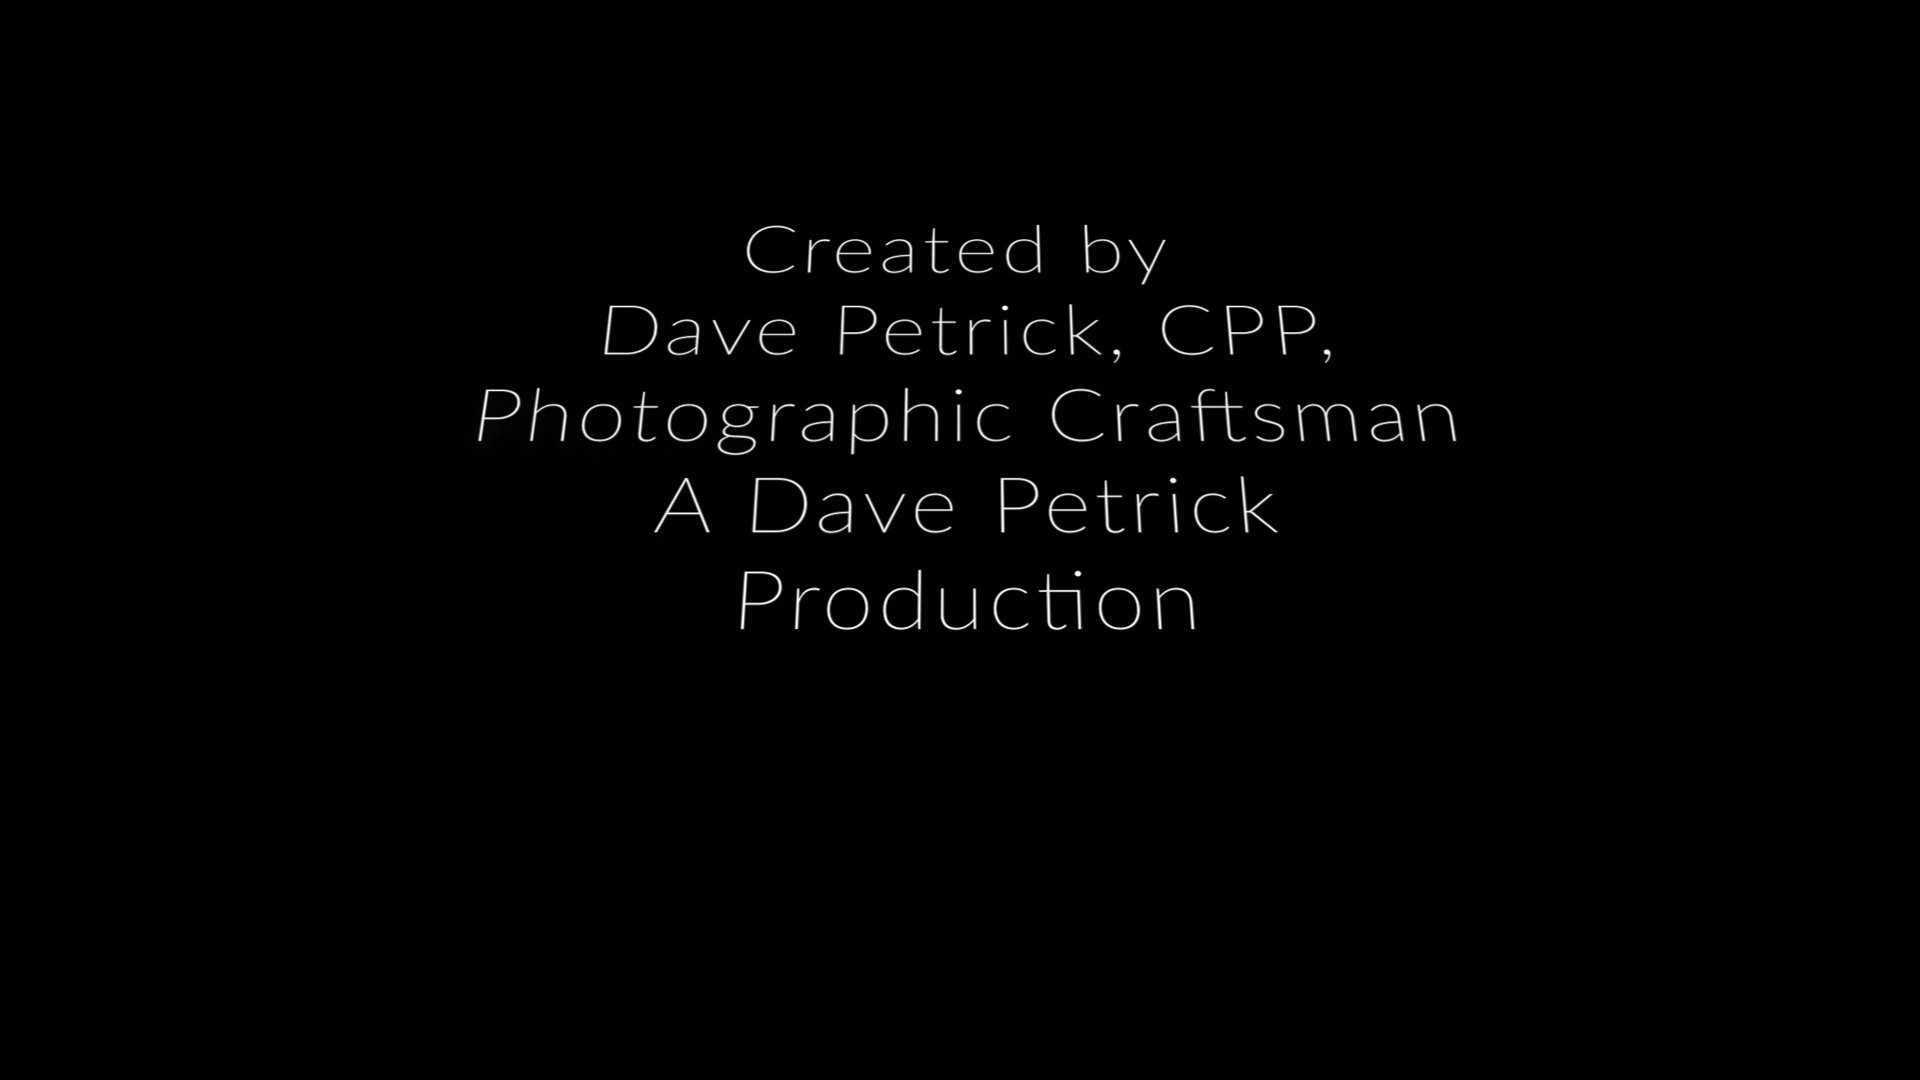 Created by
Dave Petrick, CPP,
Photographic Craftsman
A Dave Petrick
Production